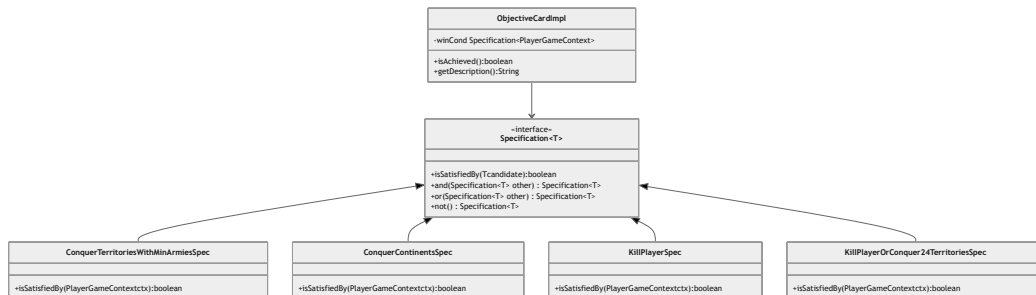 ObjectiveCardImpl
-winCond Specification<PlayerGameContext>
+isAchieved():boolean
+getDescription():String
~interface~
Specification<T>
+isSatisfiedBy(Tcandidate):boolean
+and(Specification<T> other) : Specification<T>
+or(Specification<T> other) : Specification<T>
+not() : Specification<T>
ConquerTerritoriesWithMinArmiesSpec
+isSatisfiedBy(PlayerGameContextctx):boolean
ConquerContinentsSpec
+isSatisfiedBy(PlayerGameContextctx):boolean
KillPlayerSpec
+isSatisfiedBy(PlayerGameContextctx):boolean
KillPlayerOrConquer24TerritoriesSpec
+isSatisfiedBy(PlayerGameContextctx):boolean